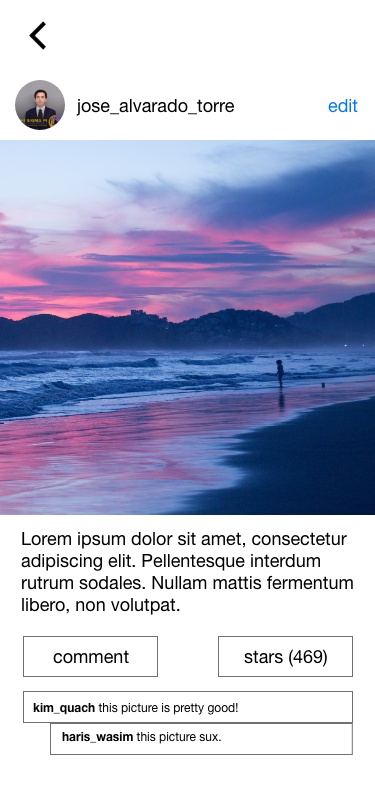 jose_alvarado_torre
edit
Lorem ipsum dolor sit amet, consectetur
adipiscing elit. Pellentesque interdum
rutrum sodales. Nullam mattis fermentum
libero, non volutpat.
comment
stars (469)
kim_quach this picture is pretty good!
haris_wasim this picture sux.